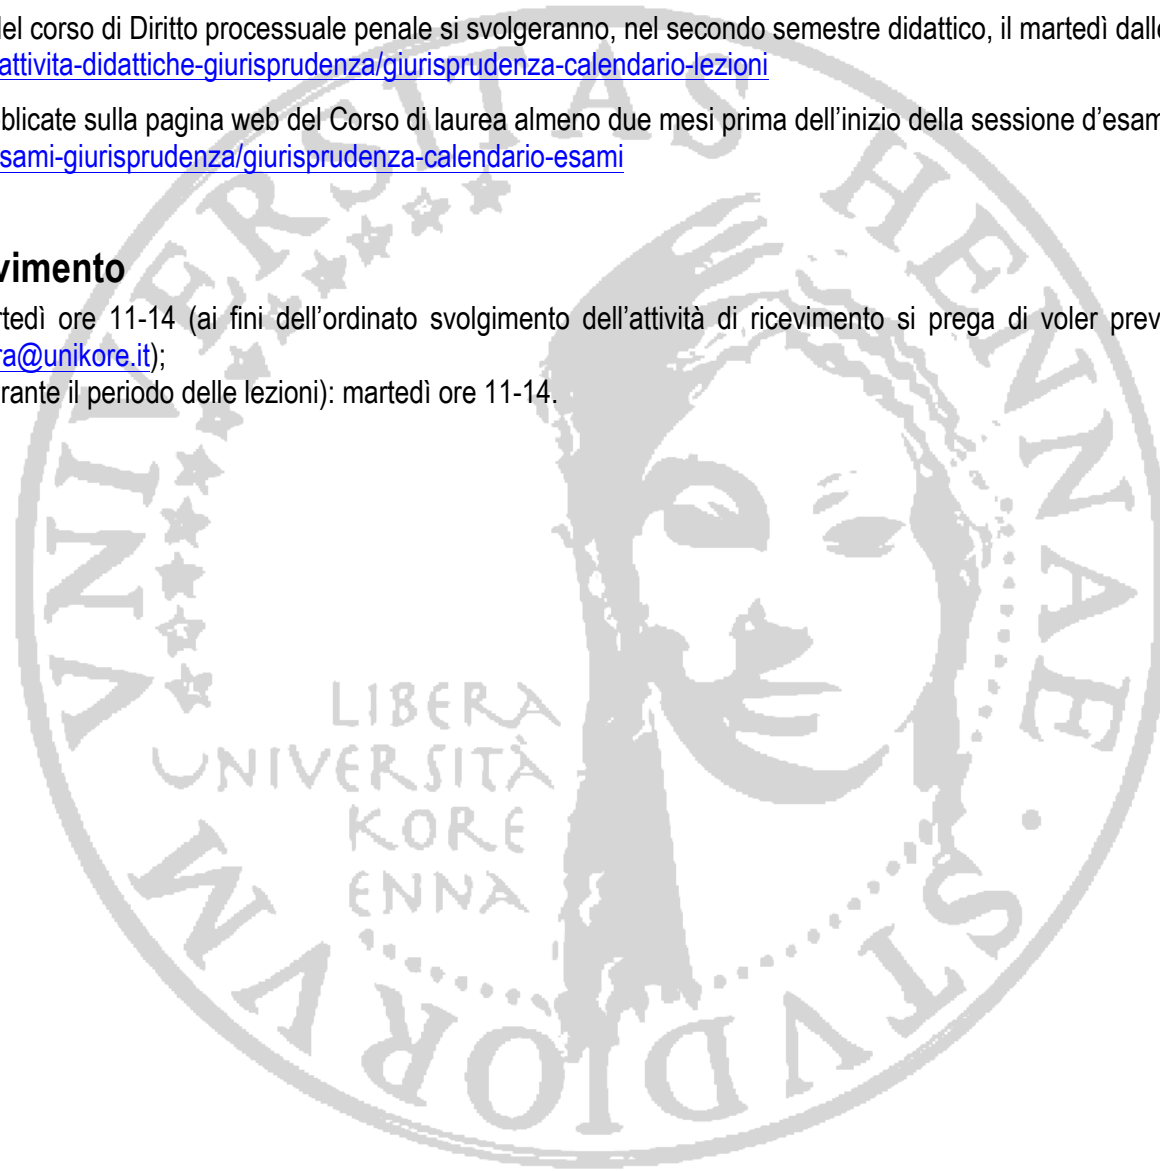 del corso di Diritto processuale penale si svolgeranno, nel secondo semestre didattico, il martedì dalle
attivita-didattiche-giurisprudenza/giurisprudenza-calendario-lezioni
bblicate sulla pagina web del Corso di laurea almeno due mesi prima dell'inizio della sessione d'esam
sami-giurisprudenza/giurisprudenza-calendario-esami
vimento
rtedì ore 11-14 (ai fini dell'ordinato svolgimento dell'attività di ricevimento si prega di voler prev
ra@unikore.it);
rante il periodo delle lezioni): martedì ore 11-14.
VNIVERSITAS HENNAE • STVDIORVM
LIBERA
UNIVERSITÀ
KORE
ENNA